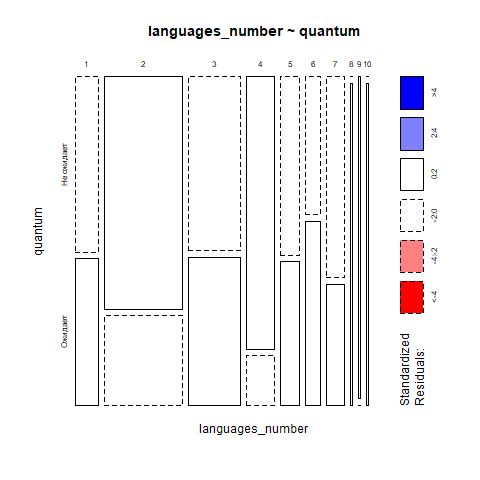 languages_number ~ quantum
1 2 3 4 5 6 7 8 9 10
Не ожидает
Ожидает
quantum
languages_number
>4
2:4
0:2
-2:0
-4:-2
<-4
Standardized
Residuals: